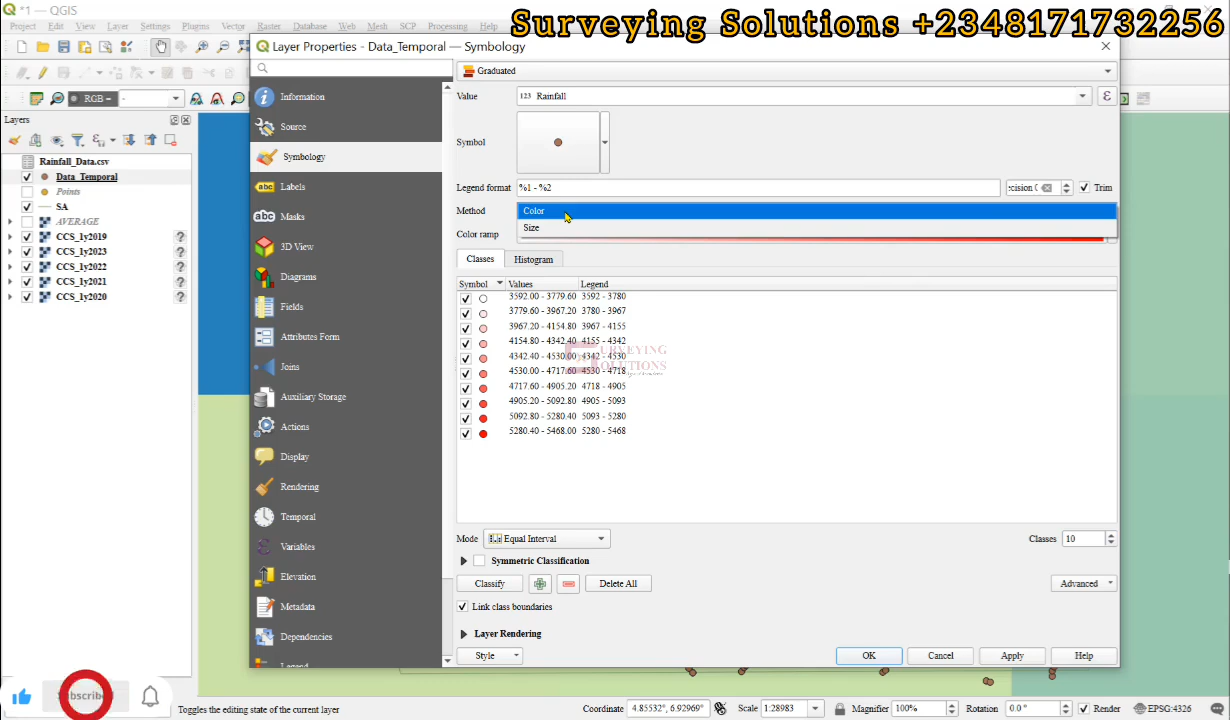 Surveying Solutions +2348171732256
*1 — QGIS
Project Edit View Layer Settings Plugins Vector Raster Database Web Mesh SCP Processing Help
Layer Properties - Data_Temporal — Symbology
RGB =
-
Layers
Rainfall_Data.csv
Data_Temporal
Points
SA
AVERAGE
CCS_1y2019 ?
CCS_1y2023 ?
CCS_1y2022 ?
CCS_1y2021 ?
CCS_1y2020 ?
Information
Source
Symbology
abc Labels
abc Masks
3D View
Diagrams
Fields
Attributes Form
Joins
Auxiliary Storage
Actions
Display
Rendering
Temporal
Variables
Elevation
Metadata
Dependencies
Legend
Graduated
Value 123 Rainfall ε
Symbol
Legend format %1 - %2 Trim
Method Color
Size
Color ramp
Classes Histogram
Symbol Values Legend
3592.00 - 3779.60 3592 - 3780
3779.60 - 3967.20 3780 - 3967
3967.20 - 4154.80 3967 - 4155
4154.80 - 4342.40 4155 - 4342
4342.40 - 4530.00 4342 - 4530
4530.00 - 4717.60 4530 - 4718
4717.60 - 4905.20 4718 - 4905
4905.20 - 5092.80 4905 - 5093
5092.80 - 5280.40 5093 - 5280
5280.40 - 5468.00 5280 - 5468
Mode Equal Interval Classes 10
Symmetric Classification
Classify Delete All Advanced
Link class boundaries
Layer Rendering
Style OK Cancel Apply Help
Subscribed
Toggles the editing state of the current layer
Coordinate 4.85532°, 6.92969° Scale 1:28983 Magnifier 100% Rotation 0.0 ° Render EPSG:4326